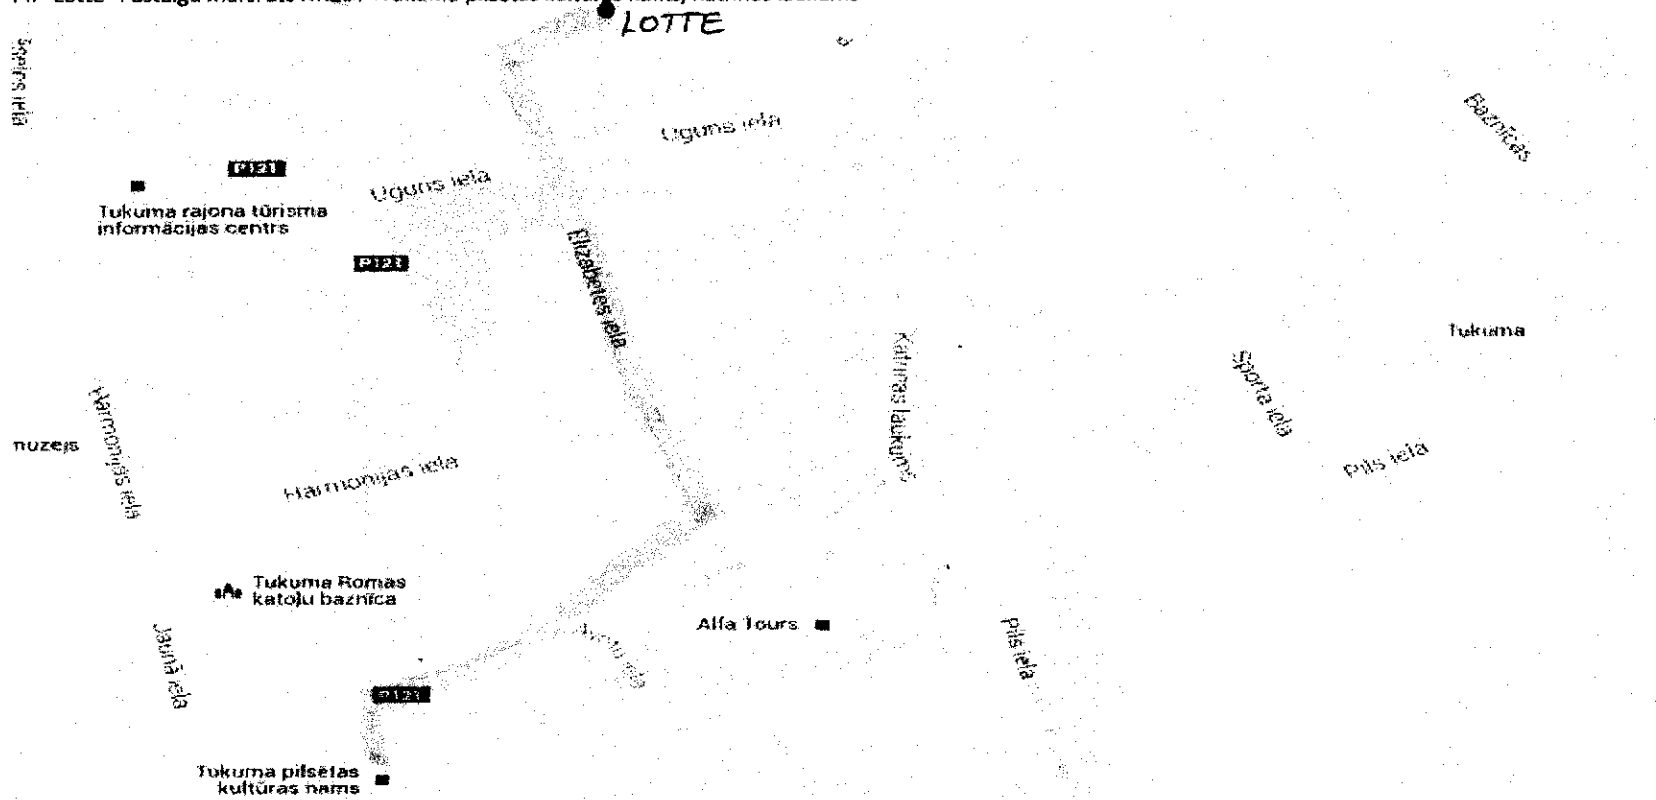 LOTTE
Uguns iela
Baznīcas
P121
Uguns iela
Tukuma rajona tūrisma
informācijas centrs
P121
Elizabetes iela
Katrīnas laukums
Tukuma
Sporta iela
Harmonijas iela
Pils iela
Harmonijas iela
Tukuma Romas
katoļu baznīca
Alfa Tours
Jaunā iela
Pils iela
P121
Tukuma pilsētas
kultūras nams